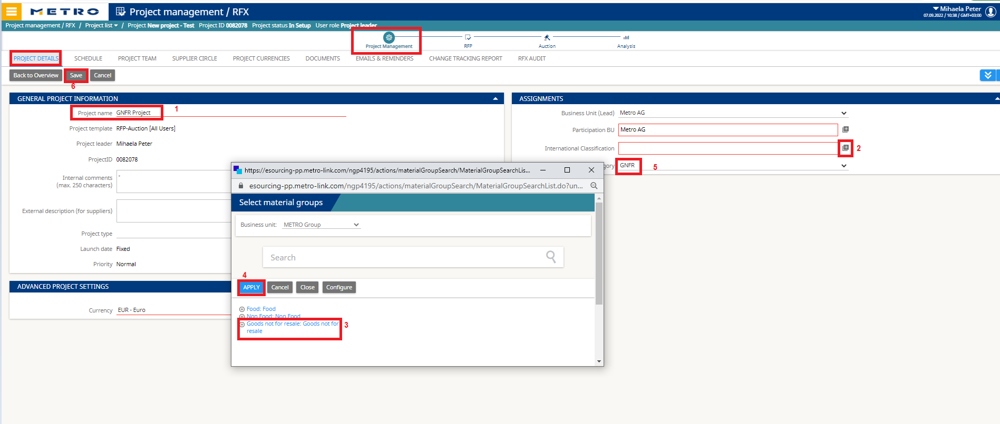 METRO
Project management / RFX
Mihaela Peter
07.09.2022 / 10:38 / GMT+03:00
Project management / RFX / Project list / Project New project - Test Project ID 0082078 Project status In Setup User role Project leader
Project Management
RFP
Auction
Analysis
PROJECT DETAILS SCHEDULE PROJECT TEAM SUPPLIER CIRCLE PROJECT CURRENCIES DOCUMENTS EMAILS & REMINDERS CHANGE TRACKING REPORT RFX AUDIT
Back to Overview Save Cancel
6
GENERAL PROJECT INFORMATION
Project name GNFR Project 1
Project template RFP-Auction [All Users]
Project leader Mihaela Peter
ProjectID 0082078
Internal comments -
(max. 250 characters)
External description (for suppliers)
Project type
Launch date Fixed
Priority Normal
ADVANCED PROJECT SETTINGS
Currency EUR - Euro
ASSIGNMENTS
Business Unit (Lead) Metro AG
Participation BU Metro AG
International Classification 2
gory GNFR 5
https://esourcing-pp.metro-link.com/ngp4195/actions/materialGroupSearch/MaterialGroupSearchLis...
esourcing-pp.metro-link.com/ngp4195/actions/materialGroupSearch/MaterialGroupSearchList.do?un...
Select material groups
Business unit: METRO Group
Search
4
APPLY Cancel Close Configure
Food: Food
Non Food: Non Food
Goods not for resale: Goods not for 3
resale